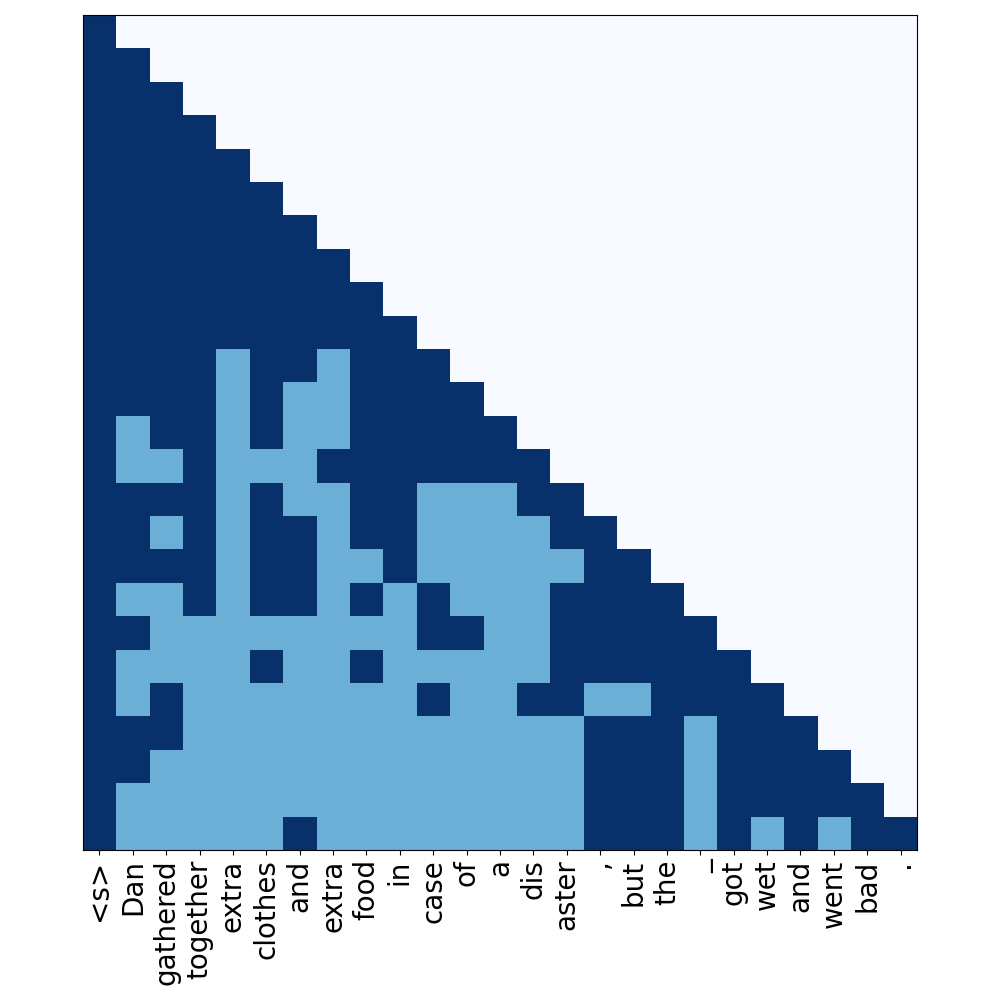 <s> Dan gathered together extra clothes and extra food in case of a dis aster , but the _ got wet and went bad .